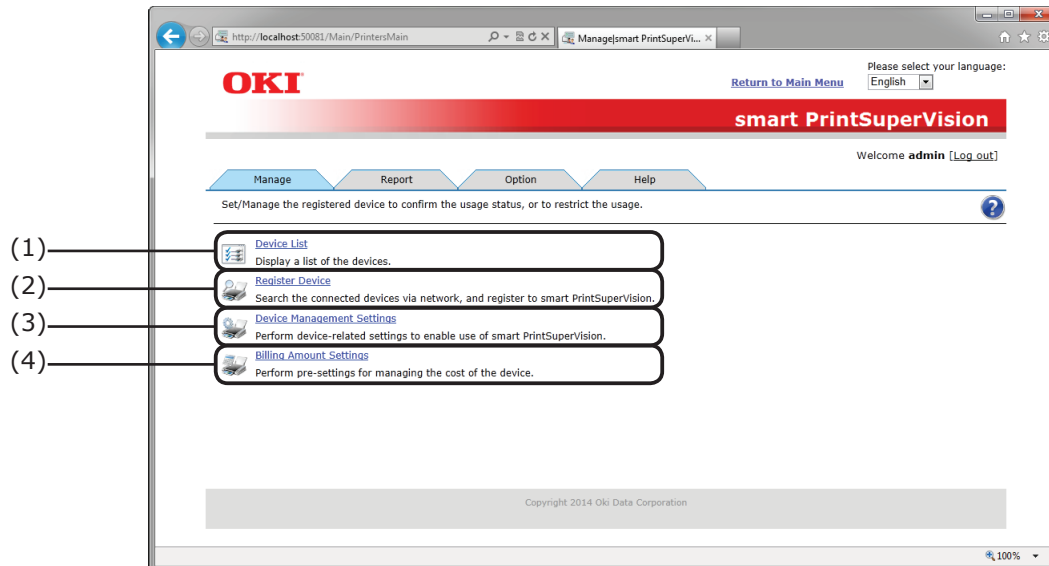 http://localhost:50081/Main/PrintersMain
Manage|smart PrintSuperVi...
OKI
Return to Main Menu
Please select your language:
English
smart PrintSuperVision
Welcome admin [Log out]
Manage Report Option Help
Set/Manage the registered device to confirm the usage status, or to restrict the usage.
?
(1)
Device List
Display a list of the devices.
(2)
Register Device
Search the connected devices via network, and register to smart PrintSuperVision.
(3)
Device Management Settings
Perform device-related settings to enable use of smart PrintSuperVision.
(4)
Billing Amount Settings
Perform pre-settings for managing the cost of the device.
Copyright 2014 Oki Data Corporation
100%